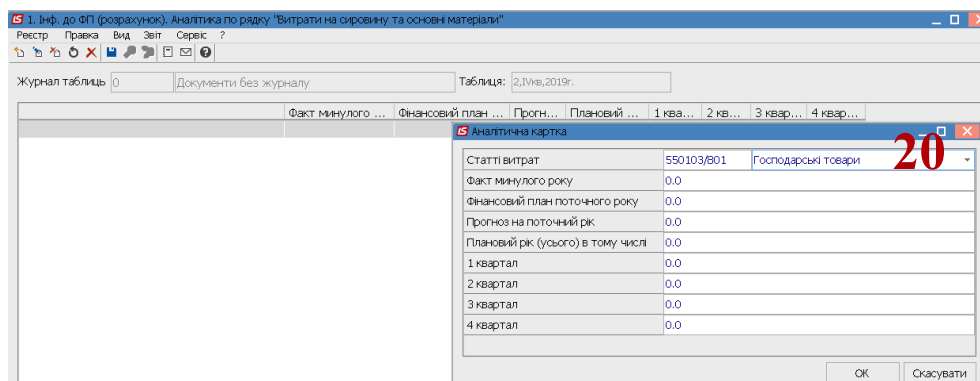 1. Інф. до ФП (розрахунок). Аналітика по рядку "Витрати на сировину та основні матеріали"
Реєстр Правка Вид Звіт Сервіс ?
Журнал таблиць 0 Документи без журналу Таблиця: 2,IVкв,2019г.
Факт минулого ... Фінансовий план ... Прогн... Плановий ... 1 ква... 2 кв... 3 квар... 4 квар...
Аналітична картка
20
Статті витрат 550103/801 Господарські товари
Факт минулого року 0.0
Фінансовий план поточного року 0.0
Прогноз на поточний рік 0.0
Плановий рік (усього) в тому числі 0.0
1 квартал 0.0
2 квартал 0.0
3 квартал 0.0
4 квартал 0.0
OK Скасувати